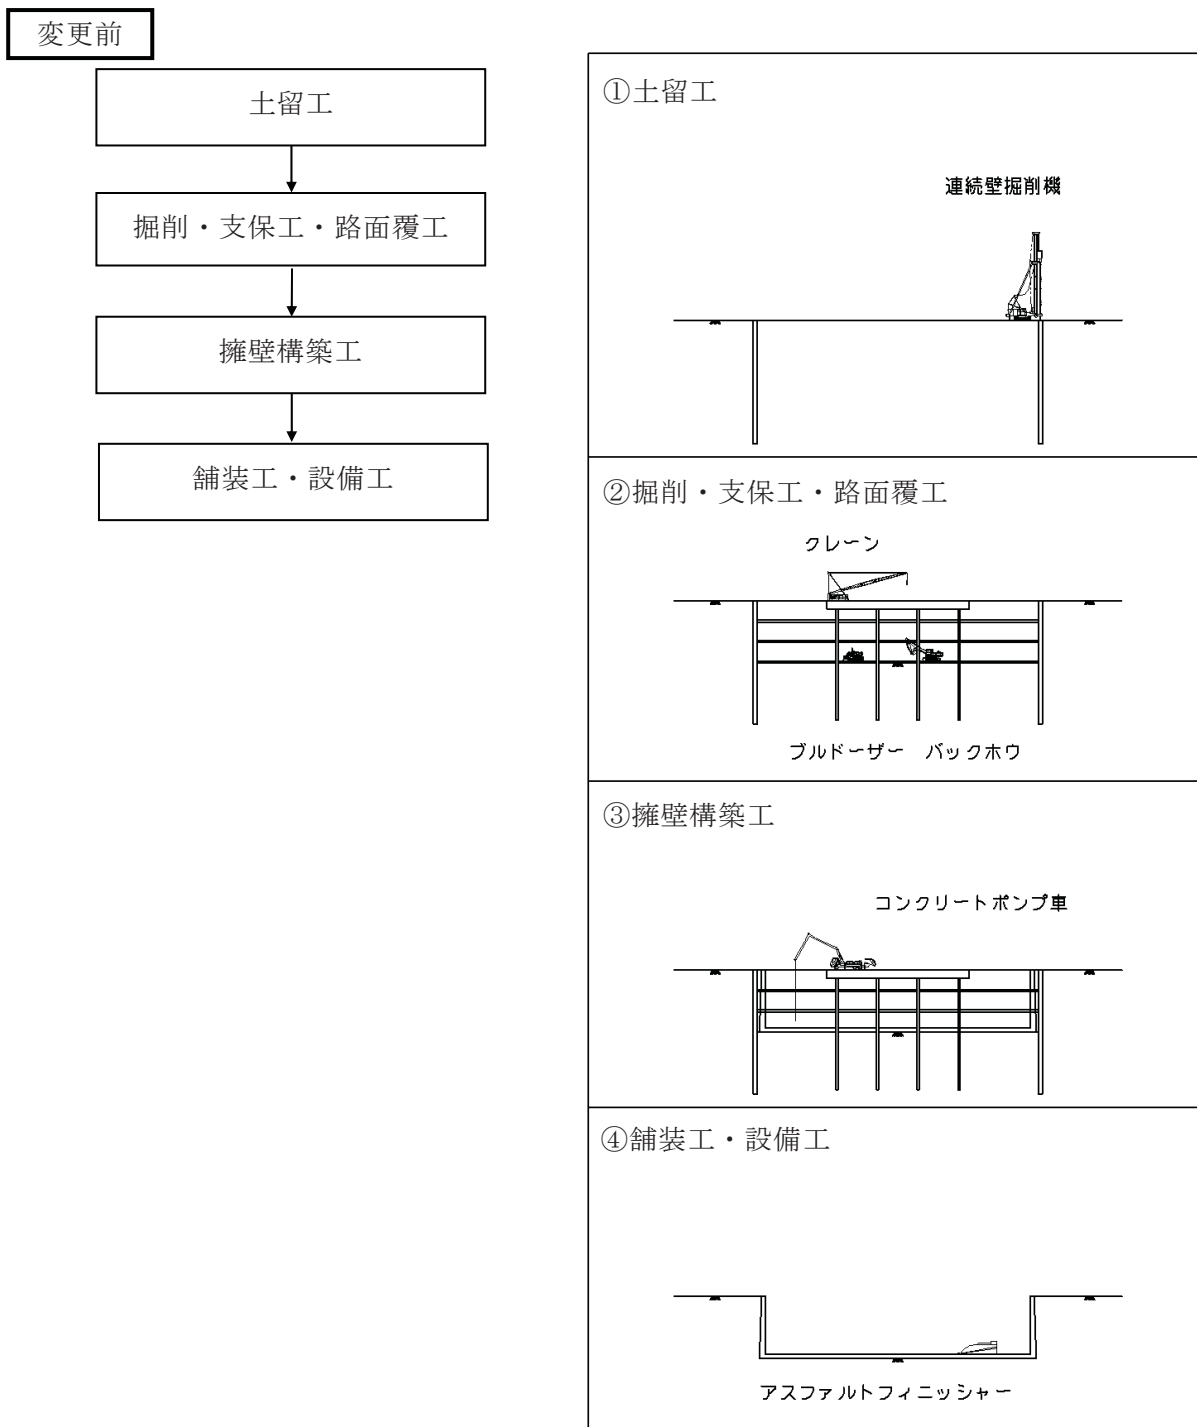 変更前
土留工
掘削・支保工・路面覆工
擁壁構築工
舗装工・設備工
①土留工
連続壁掘削機
②掘削・支保工・路面覆工
クレーン
ブルドーザー　バックホウ
③擁壁構築工
コンクリートポンプ車
④舗装工・設備工
アスファルトフィニッシャー